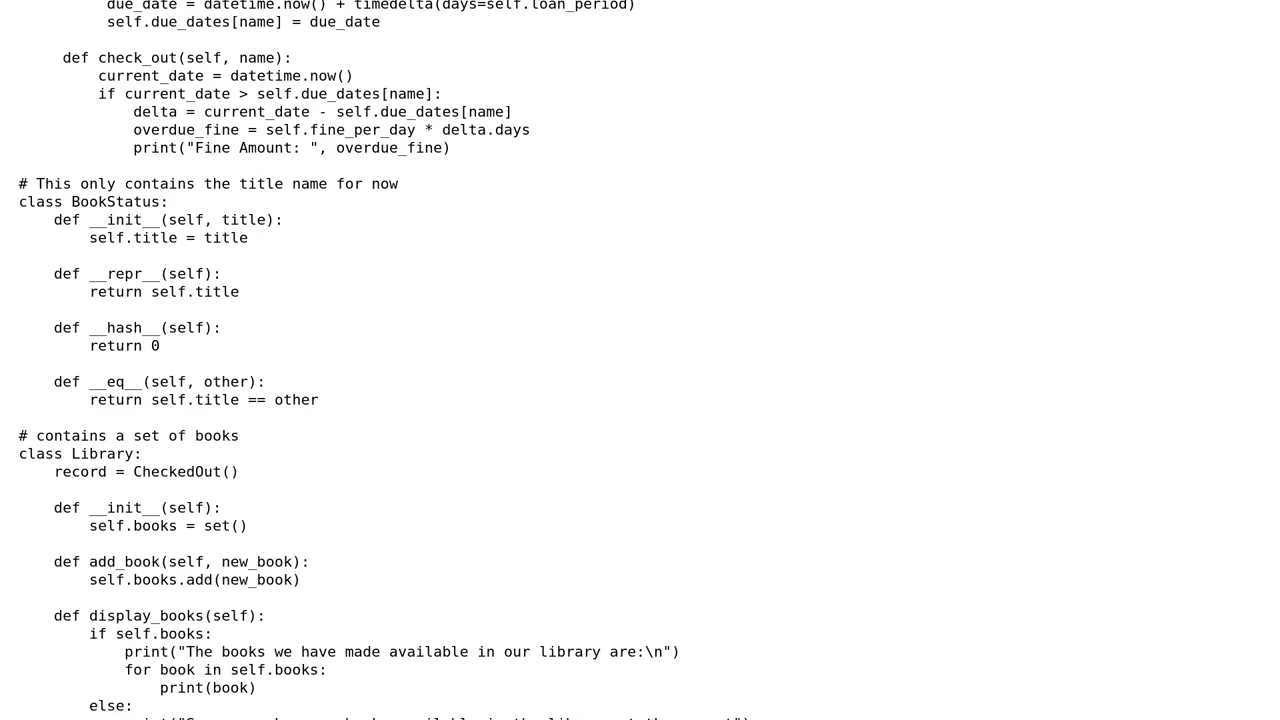 due_date = datetime.now() + timedelta(days=self.loan_period)
self.due_dates[name] = due_date
def check_out(self, name):
current_date = datetime.now()
if current_date > self.due_dates[name]:
delta = current_date - self.due_dates[name]
overdue_fine = self.fine_per_day * delta.days
print("Fine Amount: ", overdue_fine)
# This only contains the title name for now
class BookStatus:
def __init__(self, title):
self.title = title
def __repr__(self):
return self.title
def __hash__(self):
return 0
def __eq__(self, other):
return self.title == other
# contains a set of books
class Library:
record = CheckedOut()
def __init__(self):
self.books = set()
def add_book(self, new_book):
self.books.add(new_book)
def display_books(self):
if self.books:
print("The books we have made available in our library are:\n")
for book in self.books:
print(book)
else: